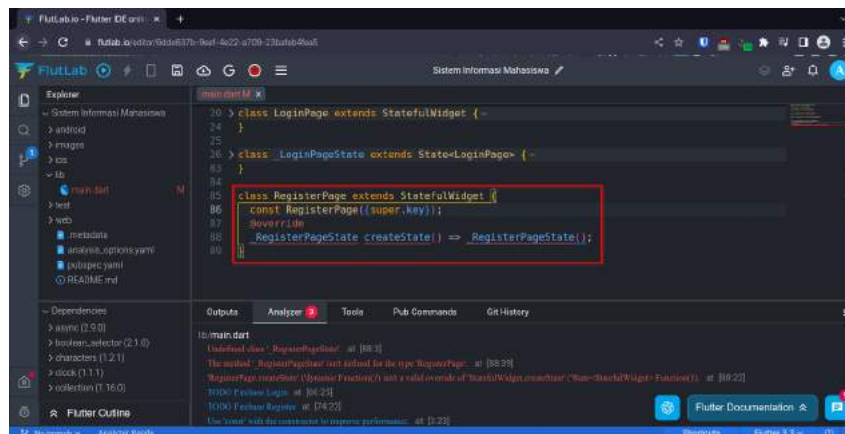 FlutLab.io - Flutter IDE onli
FlutLab
Sistem Informasi Mahasiswa
Explorer
main.dart M
Sistem Informasi Mahasiswa
android
images
ios
lib
main.dart M
test
web
.metadata
analysis_options.yaml
pubspec.yaml
README.md
20 class LoginPage extends StatefulWidget {
24 }
25
26 class _LoginPageState extends State<LoginPage> {
83 }
84
85 class RegisterPage extends StatefulWidget {
86 const RegisterPage({super.key});
87 @override
88 _RegisterPageState createState() => _RegisterPageState();
89 }
Dependencies
async (2.9.0)
boolean_selector (2.1.0)
characters (1.2.1)
clock (1.1.1)
collection (1.16.0)
Flutter Outline
Outputs Analyzer 3 Tools Pub Commands Git History
lib/main.dart
Undefined class '_RegisterPageState'. at [88:3]
The method '_RegisterPageState' isn't defined for the type 'RegisterPage'. at [88:39]
'RegisterPage.createState' ('dynamic Function()') isn't a valid override of 'StatefulWidget.createState' ('State<StatefulWidget> Function()'). at [88:22]
TODO Firebase Login at [66:25]
TODO Firebase Register at [74:22]
Use 'const' with the constructor to improve performance. at [3:23]
Flutter Documentation
Analyzer Ready
Shortcuts